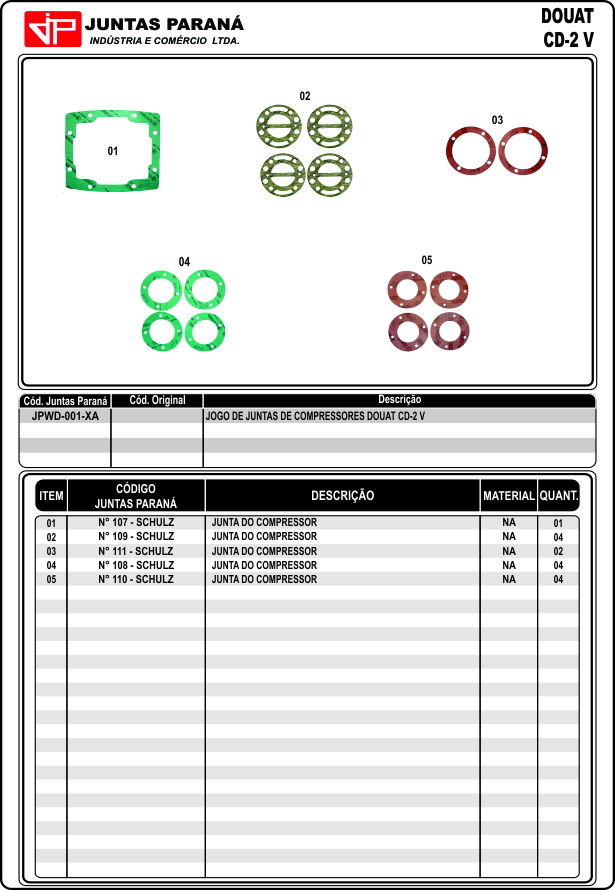 JP
JUNTAS PARANÁ
INDÚSTRIA E COMÉRCIO LTDA.
DOUAT
CD-2 V
01
02
03
04
05
Cód. Juntas Paraná Cód. Original Descrição
JPWD-001-XA JOGO DE JUNTAS DE COMPRESSORES DOUAT CD-2 V
ITEM CÓDIGO JUNTAS PARANÁ DESCRIÇÃO MATERIAL QUANT.
01 N° 107 - SCHULZ JUNTA DO COMPRESSOR NA 01
02 N° 109 - SCHULZ JUNTA DO COMPRESSOR NA 04
03 N° 111 - SCHULZ JUNTA DO COMPRESSOR NA 02
04 N° 108 - SCHULZ JUNTA DO COMPRESSOR NA 04
05 N° 110 - SCHULZ JUNTA DO COMPRESSOR NA 04